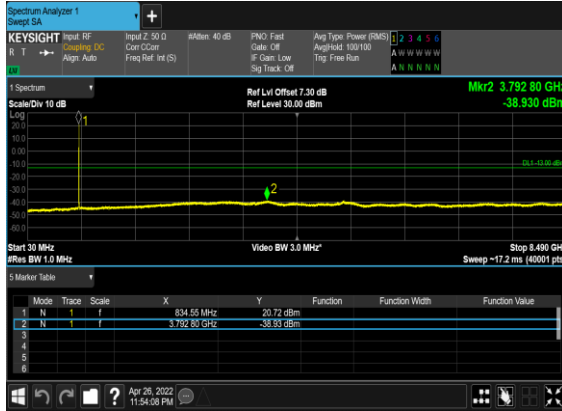 Spectrum Analyzer 1
Swept SA
+
KEYSIGHT Input: RF Input Z: 50 Ω #Atten: 40 dB PNO: Fast Avg Type: Power (RMS) 1 2 3 4 5 6
R T Coupling: DC Corr CCorr Gate: Off Avg|Hold: 100/100 A W W W W W
Align: Auto Freq Ref: Int (S) IF Gain: Low Trig: Free Run
Sig Track: Off A N N N N N
1 Spectrum Ref Lvl Offset 7.30 dB Mkr2 3.792 80 GHz
Scale/Div 10 dB Ref Level 30.00 dBm -38.930 dBm
Log
20.0 1
10.0
0.00
-10.0 DL1 -13.00 dBm
-20.0
-30.0 2
-40.0
-50.0
-60.0
Start 30 MHz Video BW 3.0 MHz* Stop 8.490 GHz
#Res BW 1.0 MHz Sweep ~17.2 ms (40001 pts)
5 Marker Table
Mode Trace Scale X Y Function Function Width Function Value
1 N 1 f 834.55 MHz 20.72 dBm
2 N 1 f 3.792 80 GHz -38.93 dBm
3
4
5
6
? Apr 26, 2022
11:54:08 PM